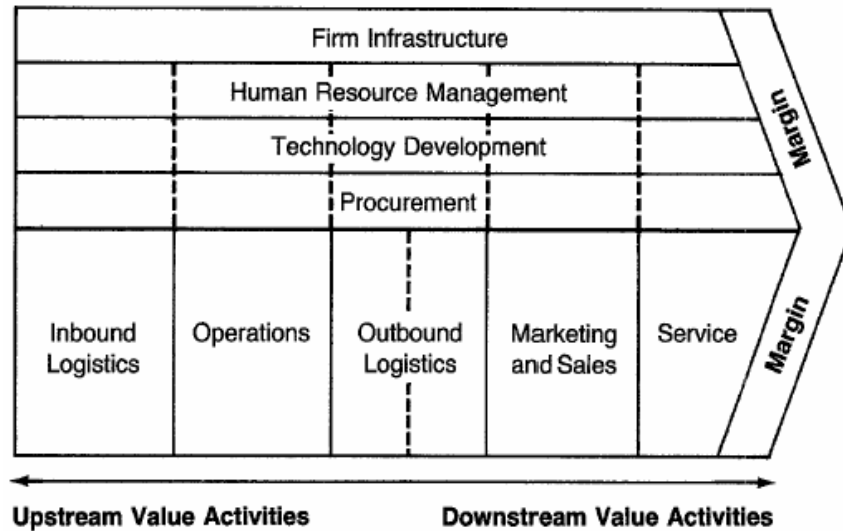 Firm Infrastructure
Human Resource Management
Technology Development
Procurement
Margin
Inbound
Logistics
Operations
Outbound
Logistics
Marketing
and Sales
Service
Margin
Upstream Value Activities
Downstream Value Activities